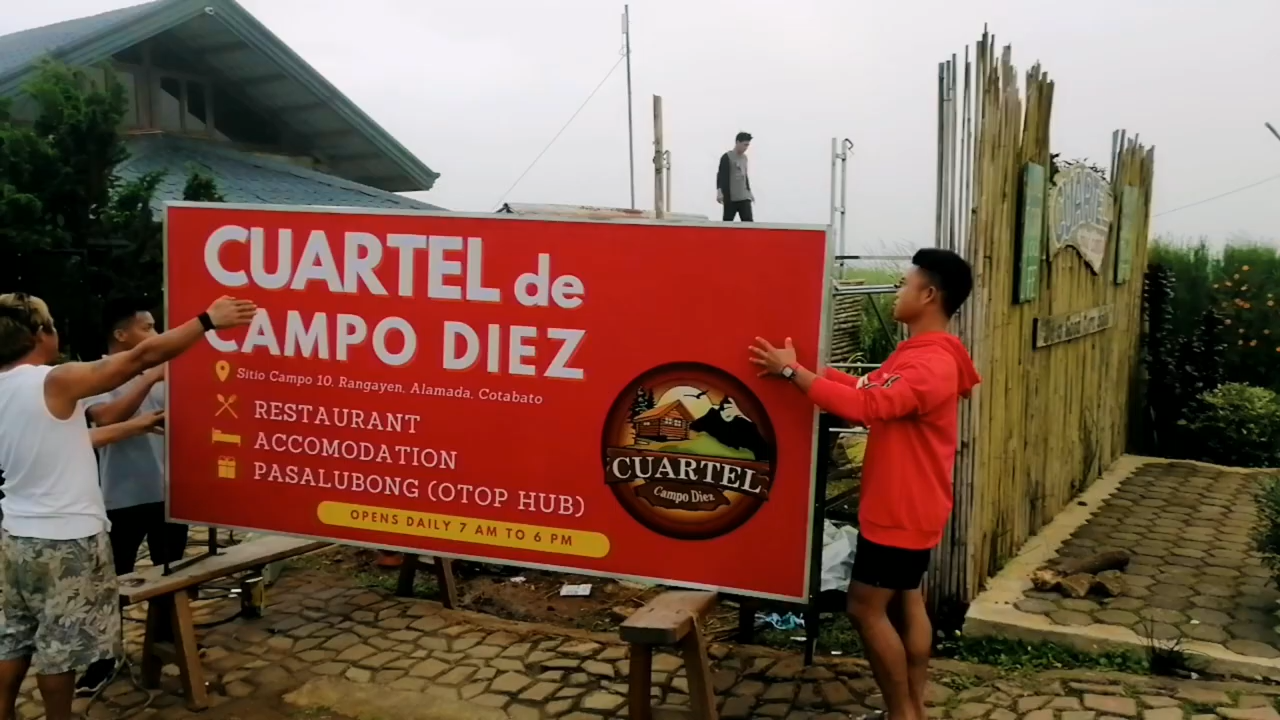 CUARTEL de
CAMPO DIEZ
Sitio Campo 10, Rangayen, Alamada, Cotabato
RESTAURANT
ACCOMODATION
PASALUBONG (OTOP HUB)
OPENS DAILY 7 AM TO 6 PM
CUARTEL
Campo Diez
CUARTEL